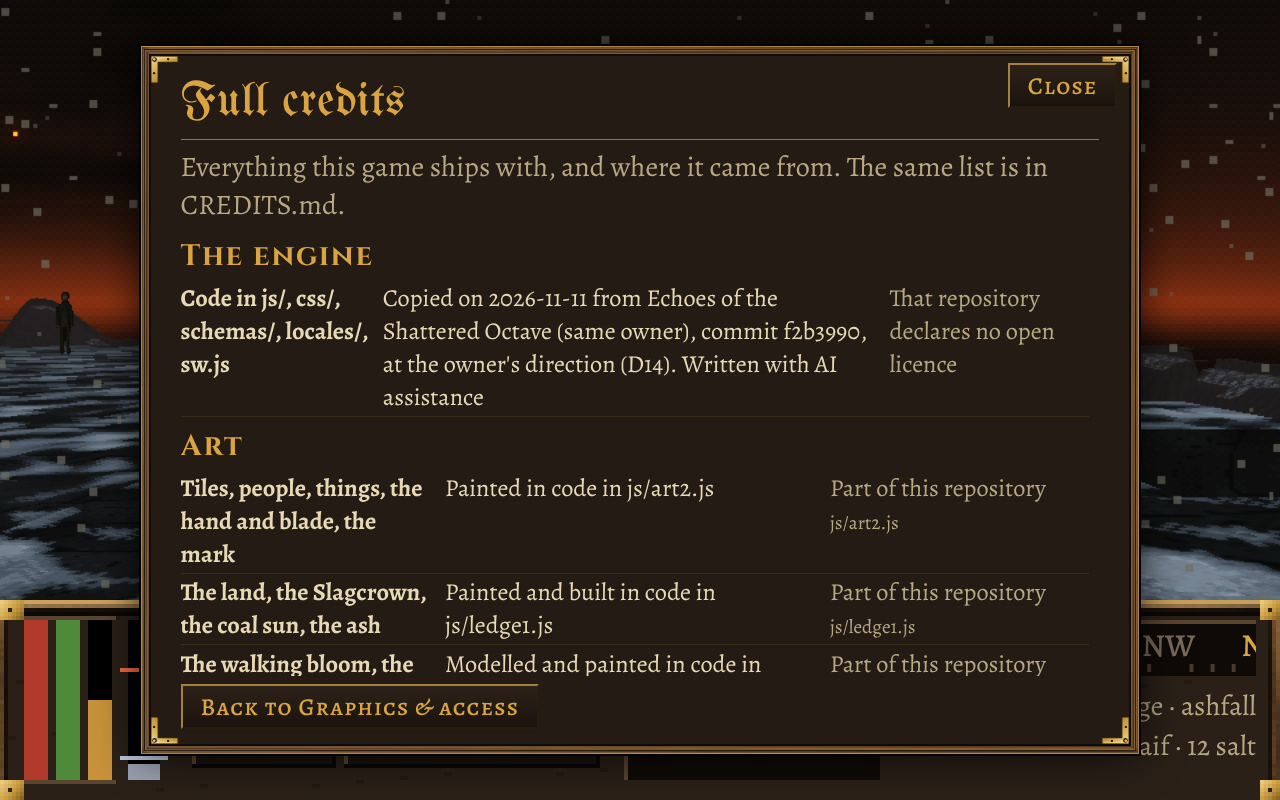 Full credits
Close
Everything this game ships with, and where it came from. The same list is in
CREDITS.md.
The engine
Code in js/, css/,
schemas/, locales/,
sw.js
Copied on 2026-11-11 from Echoes of the
Shattered Octave (same owner), commit f2b3990,
at the owner's direction (D14). Written with AI
assistance
That repository
declares no open
licence
Art
Tiles, people, things, the
hand and blade, the
mark
Painted in code in js/art2.js
Part of this repository
js/art2.js
The land, the Slagcrown,
the coal sun, the ash
Painted and built in code in
js/ledge1.js
Part of this repository
js/ledge1.js
The walking bloom, the
Modelled and painted in code in
Part of this repository
Back to Graphics & access
NW
ashfall
12 salt